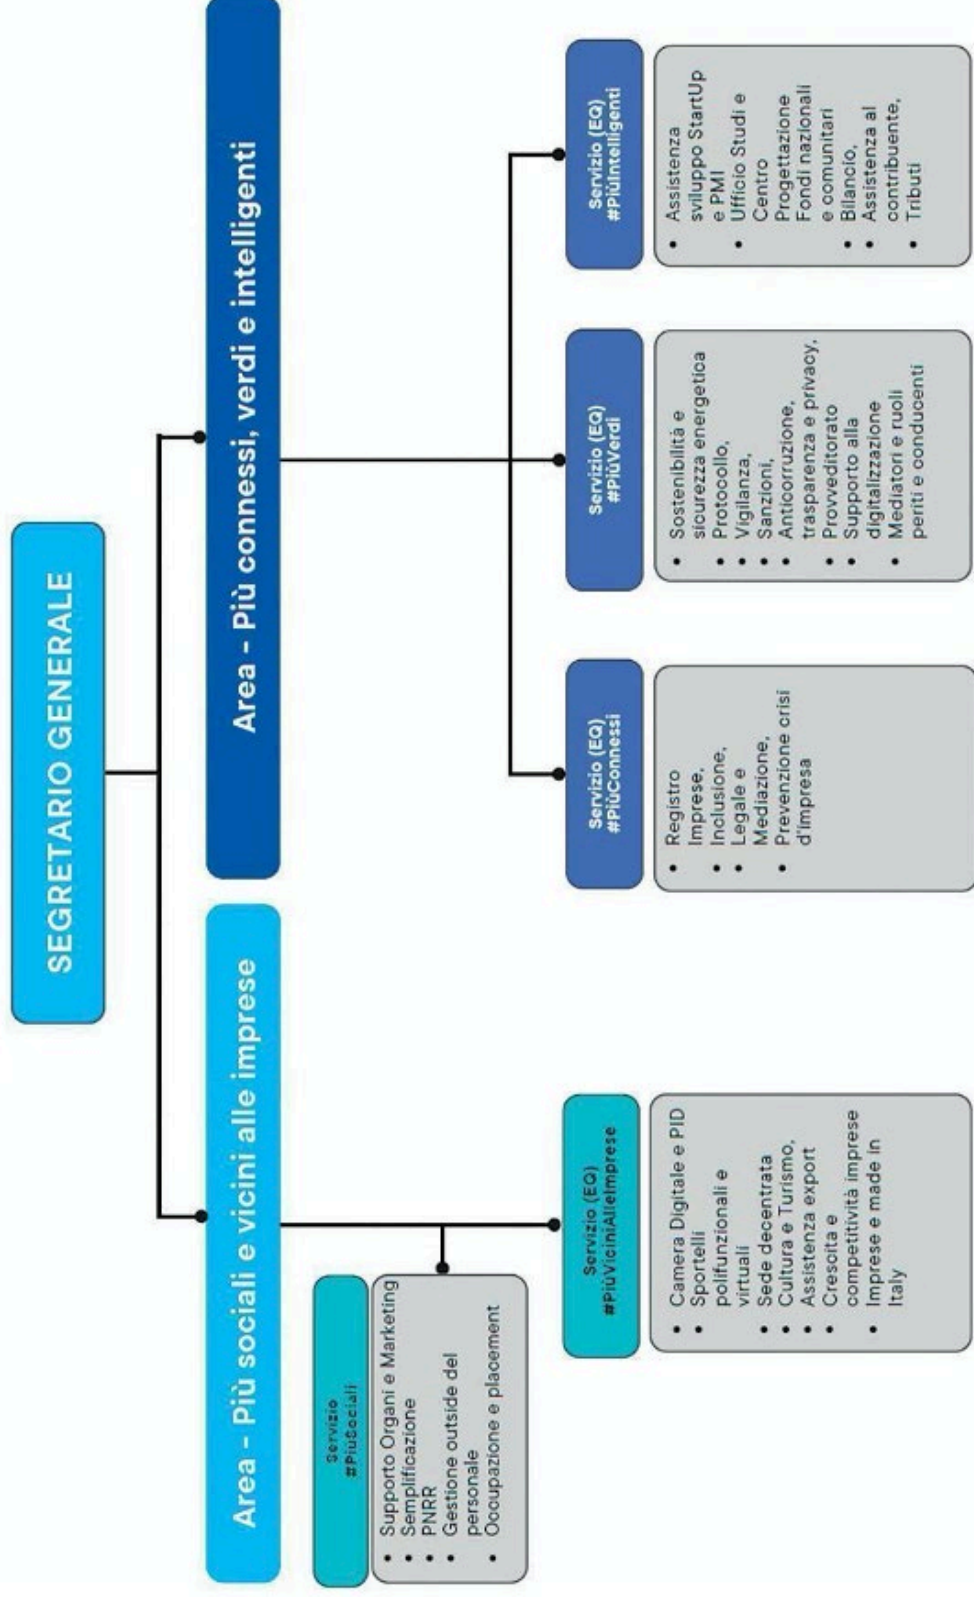 SEGRETARIO GENERALE
Area - Più sociali e vicini alle imprese
Area - Più connessi, verdi e intelligenti
Servizio
#PiùSociali
• Supporto Organi e Marketing
• Semplificazione
• PNRR
• Gestione outside del
personale
• Occupazione e placement
Servizio (EQ)
#PiùViciniAlleImprese
• Camera Digitale e PID
• Sportelli
polifunzionali e
virtuali
• Sede decentrata
• Cultura e Turismo,
• Assistenza export
• Crescita e
competitività imprese
• Imprese e made in
Italy
Servizio (EQ)
#PiùConnessi
• Registro
Imprese,
• Inclusione,
• Legale e
Mediazione,
• Prevenzione crisi
d'impresa
Servizio (EQ)
#PiùVerdi
• Sostenibilità e
sicurezza energetica
• Protocollo,
• Vigilanza,
• Sanzioni,
• Anticorruzione,
trasparenza e privacy,
• Provveditorato
• Supporto alla
digitalizzazione
• Mediatori e ruoli
periti e conducenti
Servizio (EQ)
#PiùIntelligenti
• Assistenza
sviluppo StartUp
e PMI
• Ufficio Studi e
Centro
Progettazione
Fondi nazionali
e comunitari
• Bilancio,
• Assistenza al
contribuente,
• Tributi